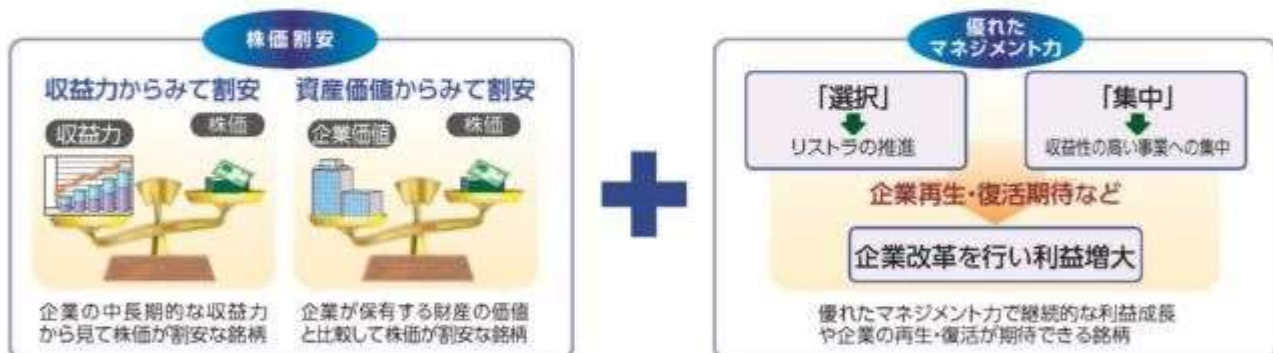 株価割安
収益力からみて割安
収益力
株価
企業の中長期的な収益力
から見て株価が割安な銘柄
資産価値からみて割安
企業価値
株価
企業が保有する財産の価値
と比較して株価が割安な銘柄
優れた
マネジメント力
「選択」
リストラの推進
「集中」
収益性の高い事業への集中
企業再生・復活期待など
企業改革を行い利益増大
優れたマネジメント力で継続的な利益成長
や企業の再生・復活が期待できる銘柄